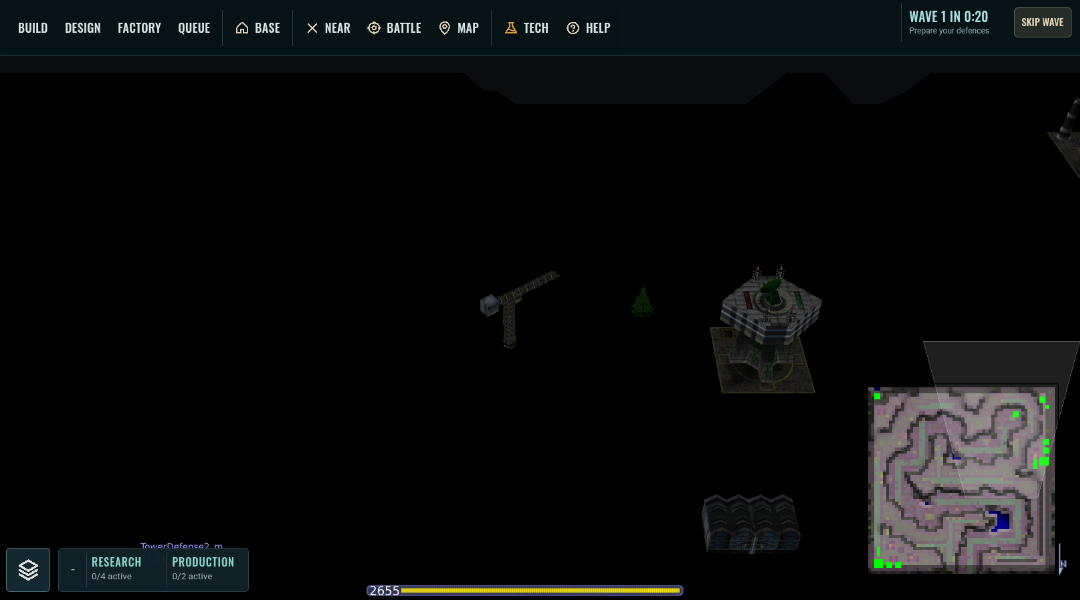 BUILD DESIGN FACTORY QUEUE BASE NEAR BATTLE MAP TECH HELP
WAVE 1 IN 0:20
Prepare your defences
SKIP WAVE
N
TowerDefense2_m
- RESEARCH PRODUCTION
0/4 active 0/2 active
2655